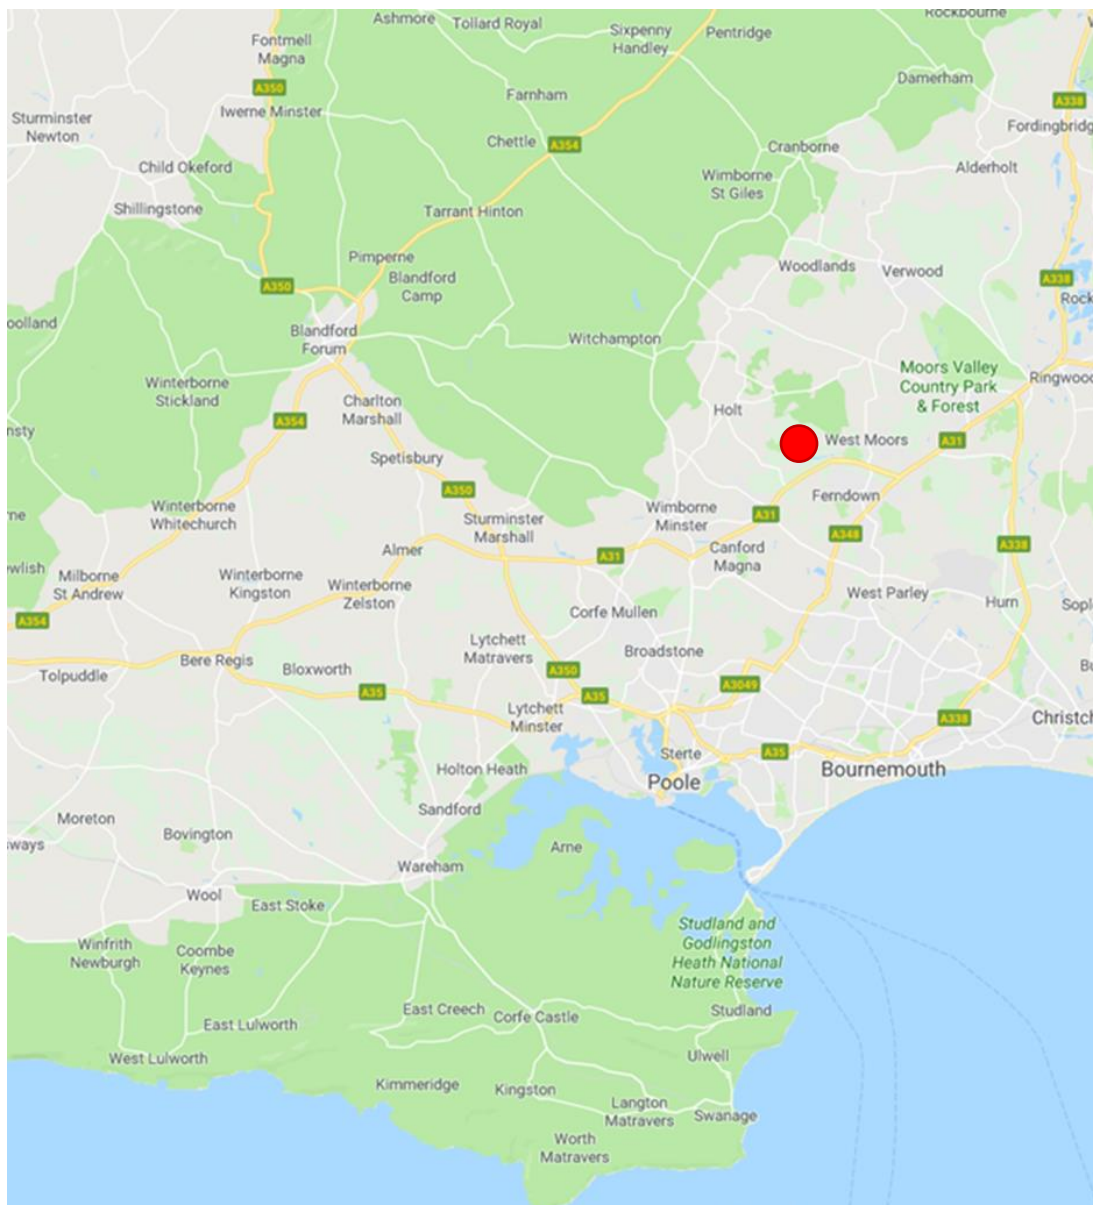 Ashmore
Tollard Royal
Sixpenny
Handley
Pentridge
Rockbourne
Fontmell
Magna
A350
Damerham
Iwerne Minster
Farnham
A338
Sturminster
Newton
Fordingbridg
Chettle
A354
Cranborne
Child Okeford
Alderholt
Wimborne
St Giles
Shillingstone
Tarrant Hinton
Pimperne
Woodlands
Verwood
Blandford
Camp
A350
A338
Rock
oolland
Blandford
Forum
Witchampton
Moors Valley
Country Park
& Forest
Ringwood
Winterborne
Stickland
Charlton
Marshall
Holt
A354
nsty
West Moors
A31
Spetisbury
A350
Ferndown
Winterborne
Whitechurch
Wimborne
Minster
A31
rne
Sturminster
Marshall
A348
A338
Almer
A31
Canford
Magna
wlish
Milborne
St Andrew
Winterborne
Kingston
Winterborne
Zelston
West Parley
Hurn
Sopl
Corfe Mullen
A354
Lytchett
Matravers
Broadstone
Bere Regis
Bloxworth
Tolpuddle
A350
Bu
A35
A35
A3049
Lytchett
Minster
A338
Christch
Sterte
A35
Holton Heath
Poole
Bournemouth
Sandford
Moreton
Bovington
sways
Arne
Wareham
Wool
East Stoke
Studland and
Godlingston
Heath National
Nature Reserve
Winfrith
Newburgh
Coombe
Keynes
East Creech
Corfe Castle
Studland
East Lulworth
West Lulworth
Ulwell
Kimmeridge
Kingston
Langton
Matravers
Swanage
Worth
Matravers